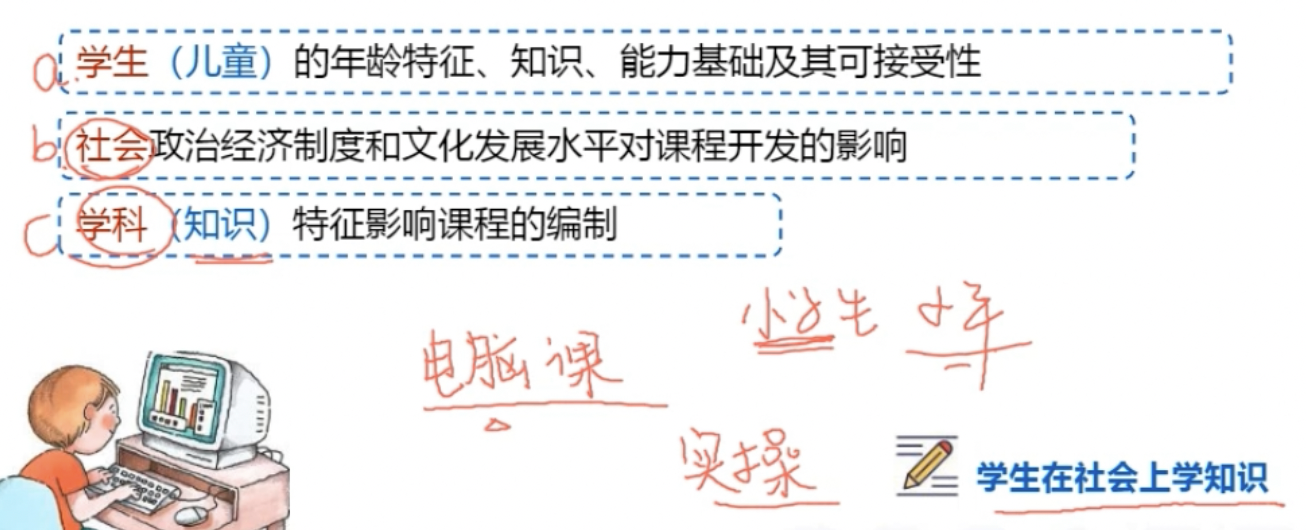 a. 学生（儿童）的年龄特征、知识、能力基础及其可接受性
b 社会政治经济制度和文化发展水平对课程开发的影响
c 学科（知识）特征影响课程的编制
小学生
电脑课
实操
学生在社会上学知识